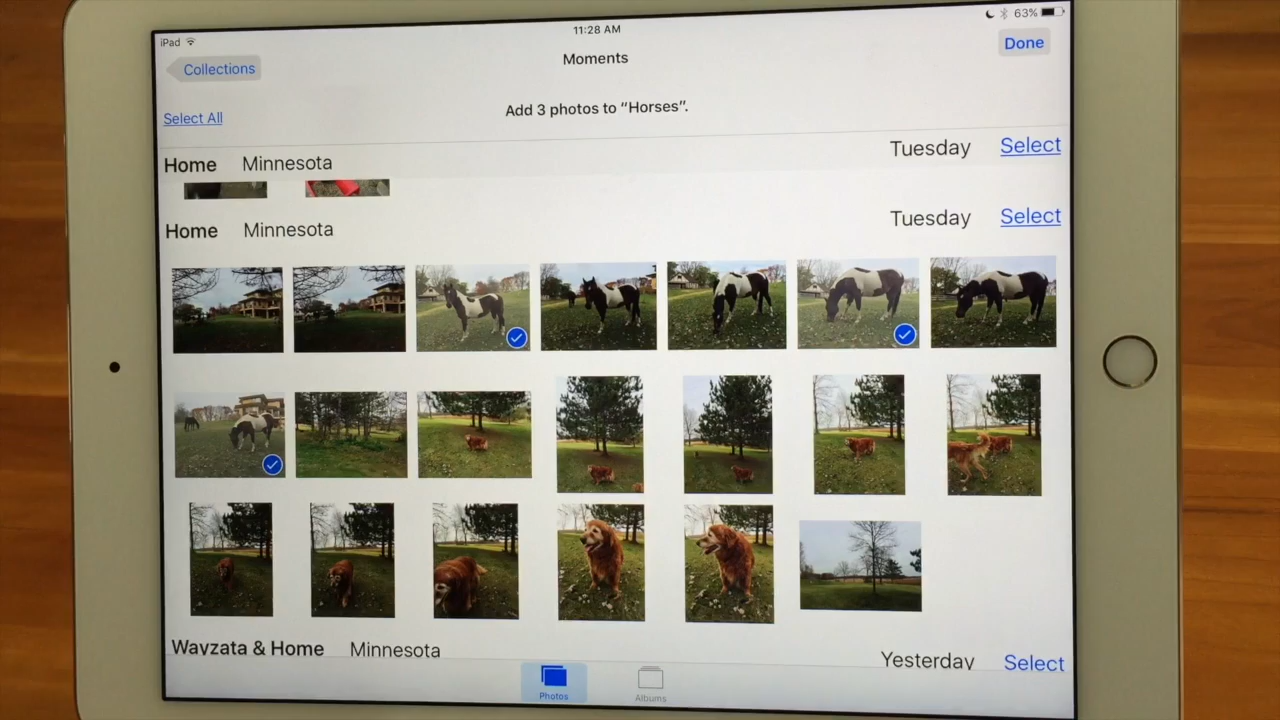 iPad
11:28 AM
63%
Collections
Moments
Done
Select All
Add 3 photos to “Horses”.
Home Minnesota
Tuesday Select
Home Minnesota
Tuesday Select
Wayzata & Home Minnesota
Yesterday Select
Photos
Albums